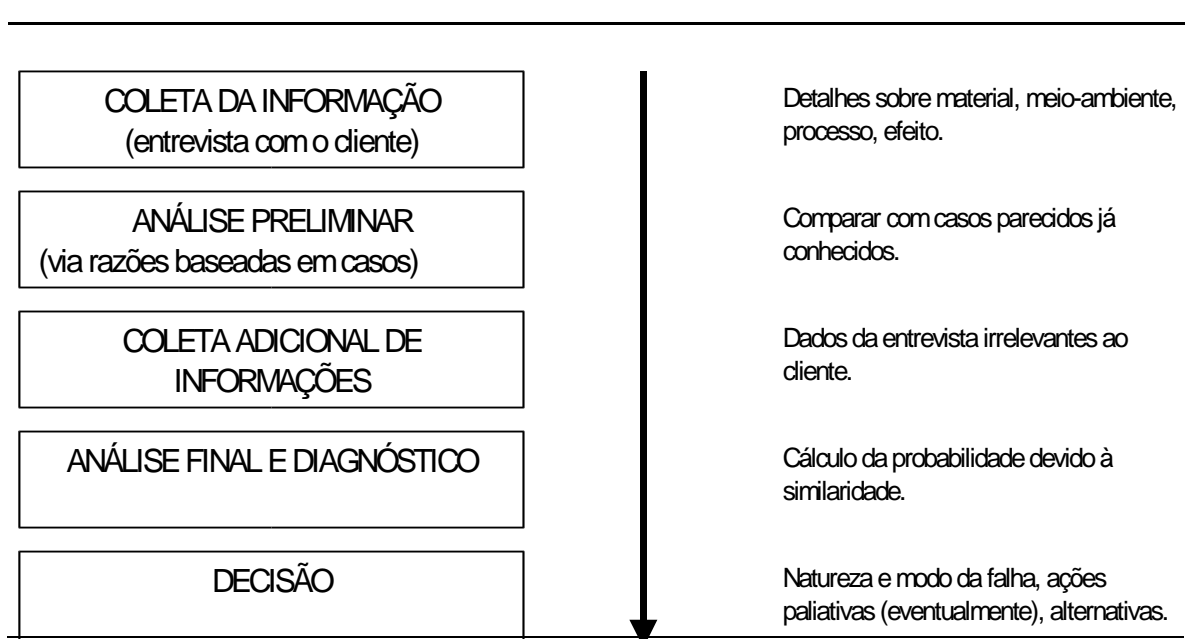 COLETA DA INFORMAÇÃO
(entrevista com o cliente)
Detalhes sobre material, meio-ambiente,
processo, efeito.
ANÁLISE PRELIMINAR
(via razões baseadas em casos)
Comparar com casos parecidos já
conhecidos.
COLETA ADICIONAL DE
INFORMAÇÕES
Dados da entrevista irrelevantes ao
cliente.
ANÁLISE FINAL E DIAGNÓSTICO
Cálculo da probabilidade devido à
similaridade.
DECISÃO
Natureza e modo da falha, ações
paliativas (eventualmente), alternativas.